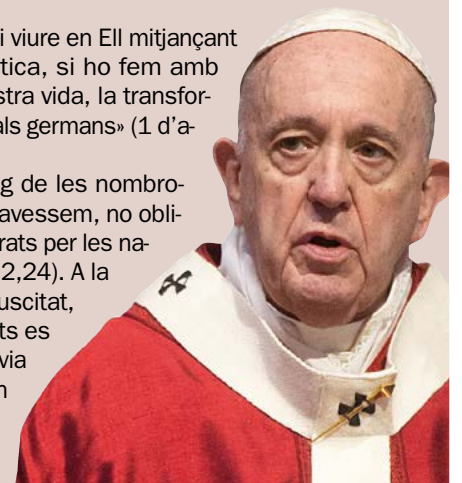 i viure en Ell mitjançant
tica, si ho fem amb
stra vida, la transfor-
als germans» (1 d'a-
g de les nombro-
avessem, no obli-
rats per les na-
2,24). A la
uscitat,
ts es
via
n